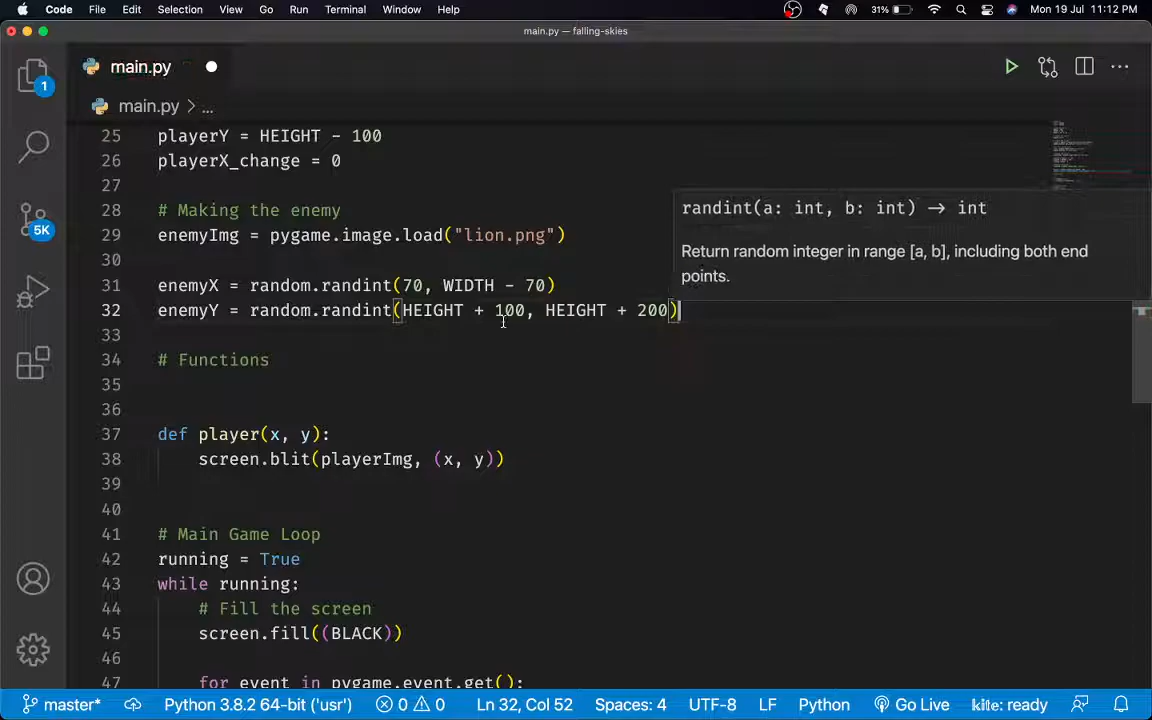 Code File Edit Selection View Go Run Terminal Window Help 31% Mon 19 Jul 11:12 PM
main.py — falling-skies
1 main.py
main.py > ...
25 playerY = HEIGHT - 100
26 playerX_change = 0
27
28 # Making the enemy
randint(a: int, b: int) -> int
29 enemyImg = pygame.image.load("lion.png")
5K
Return random integer in range [a, b], including both end
30
points.
31 enemyX = random.randint(70, WIDTH - 70)
32 enemyY = random.randint(HEIGHT + 100, HEIGHT + 200)
33
34 # Functions
35
36
37 def player(x, y):
38 screen.blit(playerImg, (x, y))
39
40
41 # Main Game Loop
42 running = True
43 while running:
44 # Fill the screen
45 screen.fill((BLACK))
46
47 for event in pygame.event.get():
master* Python 3.8.2 64-bit ('usr') 0 0 Ln 32, Col 52 Spaces: 4 UTF-8 LF Python Go Live kite: ready